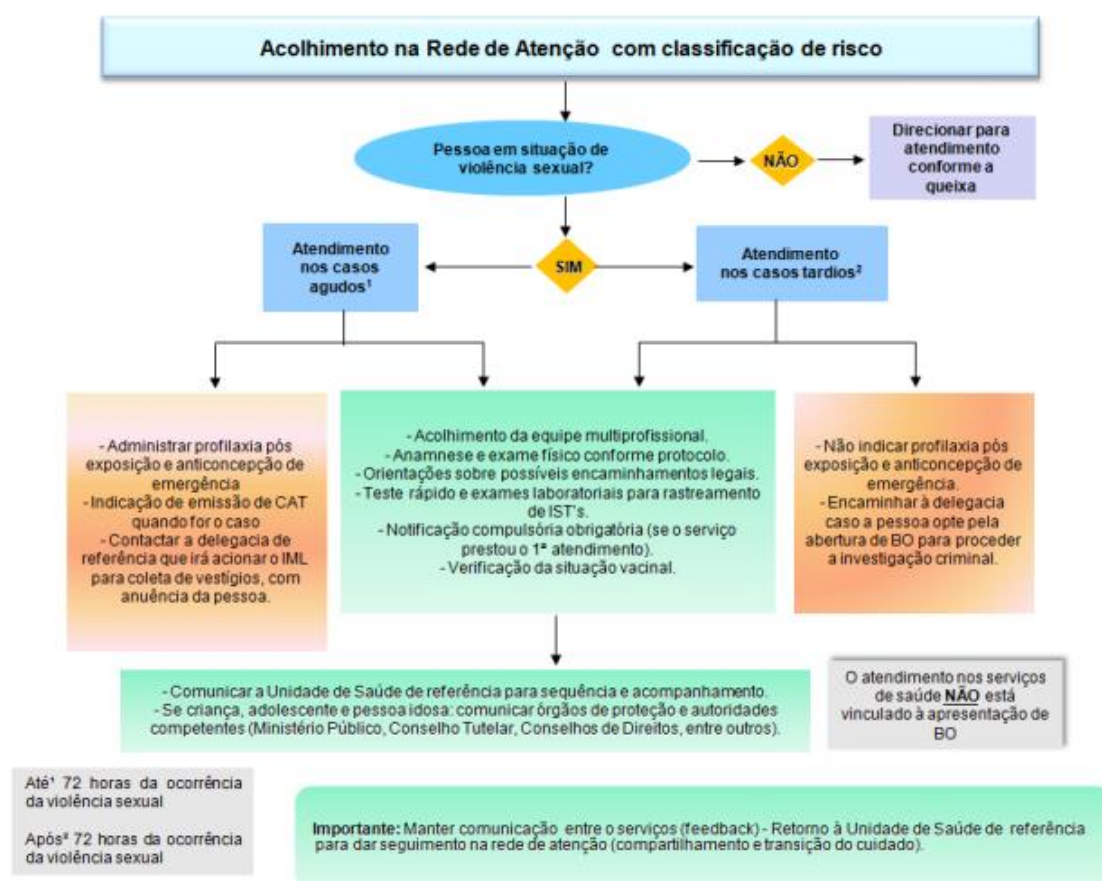 Acolhimento na Rede de Atenção com classificação de risco
Pessoa em situação de
violência sexual?
NÃO
Direcionar para
atendimento
conforme a
queixa
Atendimento
nos casos
agudos¹
SIM
Atendimento
nos casos tardios²
- Administrar profilaxia pós
exposição e anticoncepção de
emergência
- Indicação de emissão de CAT
quando for o caso
- Contactar a delegacia de
referência que irá acionar o IML
para coleta de vestígios, com
anuência da pessoa.
- Acolhimento da equipe multiprofissional.
- Anamnese e exame físico conforme protocolo.
- Orientações sobre possíveis encaminhamentos legais.
- Teste rápido e exames laboratoriais para rastreamento
de IST's.
- Notificação compulsória obrigatória (se o serviço
prestou o 1ª atendimento).
- Verificação da situação vacinal.
- Não indicar profilaxia pós
exposição e anticoncepção de
emergência.
- Encaminhar à delegacia
caso a pessoa opte pela
abertura de BO para proceder
a investigação criminal.
- Comunicar a Unidade de Saúde de referência para sequência e acompanhamento.
- Se criança, adolescente e pessoa idosa: comunicar órgãos de proteção e autoridades
competentes (Ministério Público, Conselho Tutelar, Conselhos de Direitos, entre outros).
O atendimento nos serviços
de saúde NÃO está
vinculado à apresentação de
BO
Até¹ 72 horas da ocorrência
da violência sexual
Após² 72 horas da ocorrência
da violência sexual
Importante: Manter comunicação entre o serviços (feedback) - Retorno à Unidade de Saúde de referência
para dar seguimento na rede de atenção (compartilhamento e transição do cuidado).